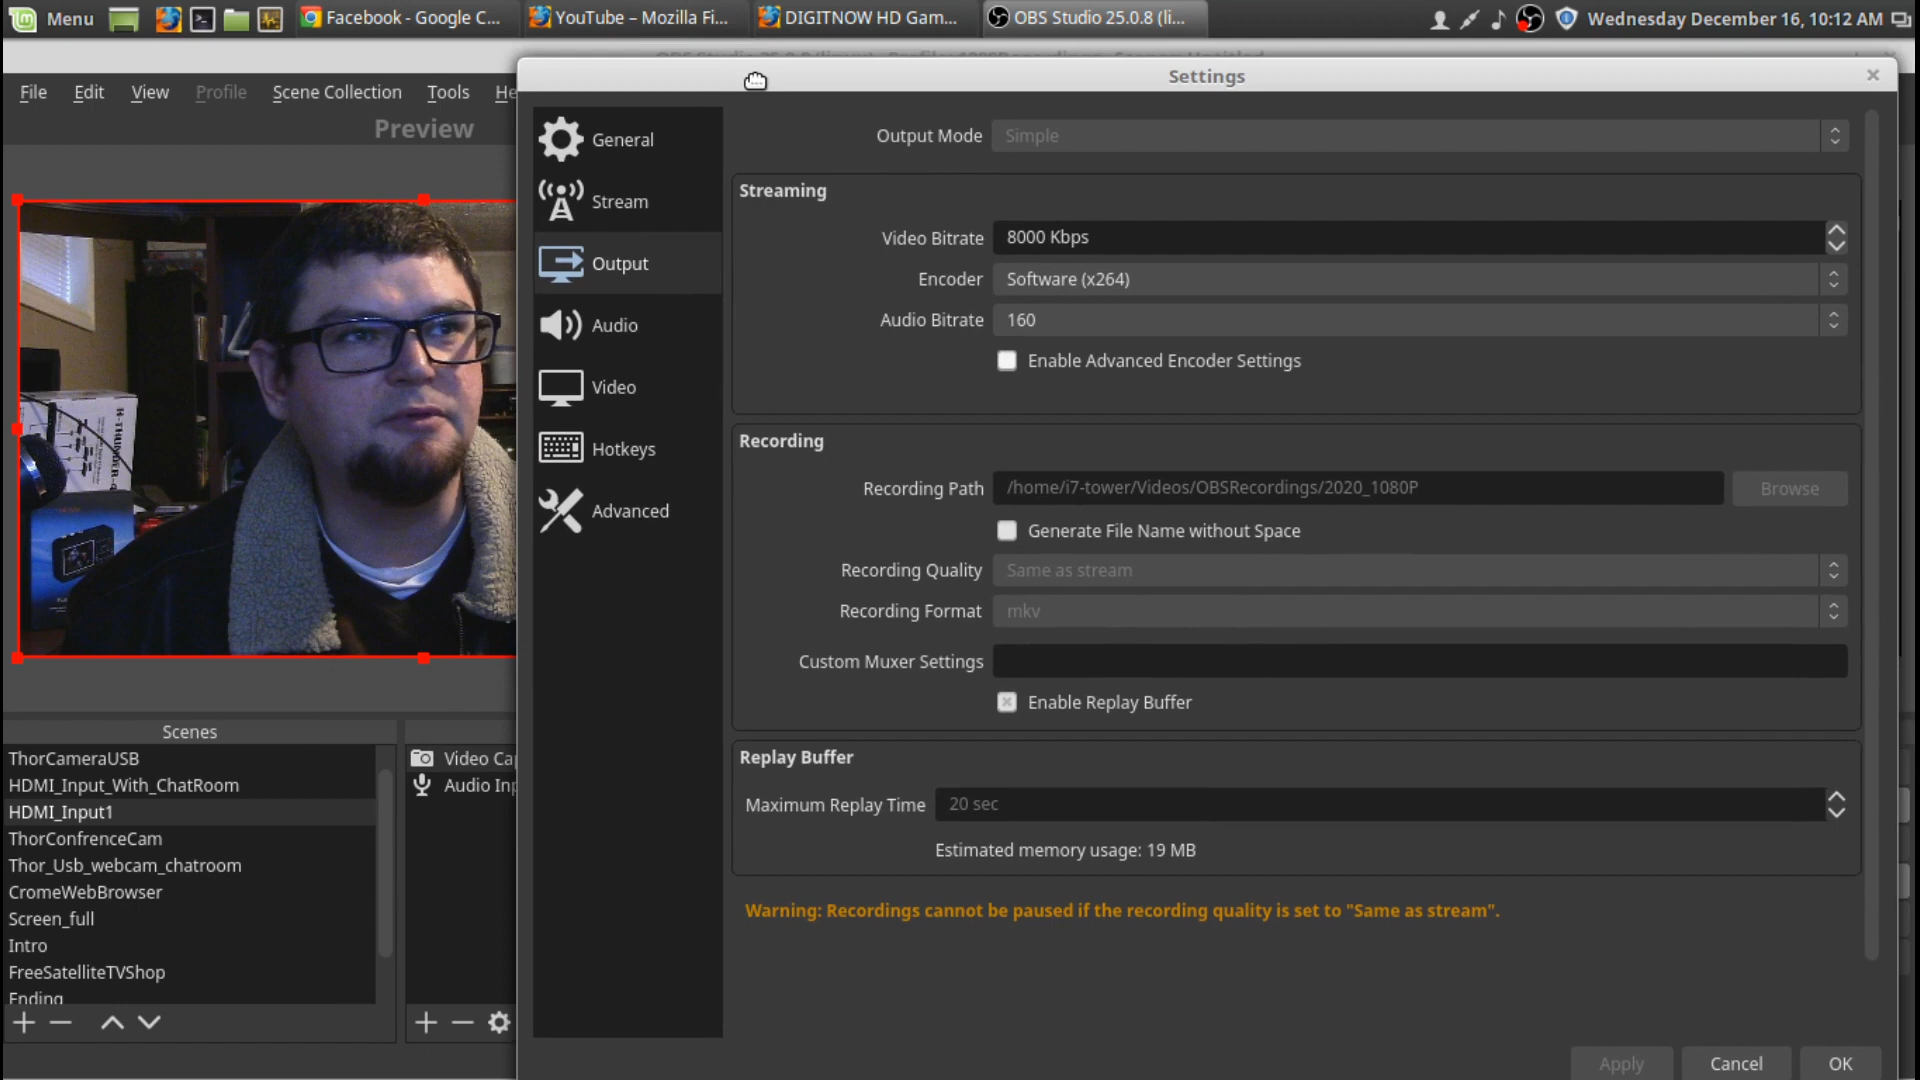 Menu
Facebook - Google C...
YouTube – Mozilla Fi...
DIGITNOW HD Gam...
OBS Studio 25.0.8 (li...
Wednesday December 16, 10:12 AM
Settings
File
Edit
View
Profile
Scene Collection
Tools
He
Preview
General
Stream
Output
Audio
Video
Hotkeys
Advanced
Output Mode
Simple
Streaming
Video Bitrate
8000 Kbps
Encoder
Software (x264)
Audio Bitrate
160
Enable Advanced Encoder Settings
Recording
Recording Path
/home/i7-tower/Videos/OBSRecordings/2020_1080P
Browse
Generate File Name without Space
Recording Quality
Same as stream
Recording Format
mkv
Custom Muxer Settings
Enable Replay Buffer
Replay Buffer
Maximum Replay Time
20 sec
Estimated memory usage: 19 MB
Warning: Recordings cannot be paused if the recording quality is set to "Same as stream".
Scenes
ThorCameraUSB
HDMI_Input_With_ChatRoom
HDMI_Input1
ThorConfrenceCam
Thor_Usb_webcam_chatroom
CromeWebBrowser
Screen_full
Intro
FreeSatelliteTVShop
Ending
Video Cap
Audio Inp
Apply
Cancel
OK